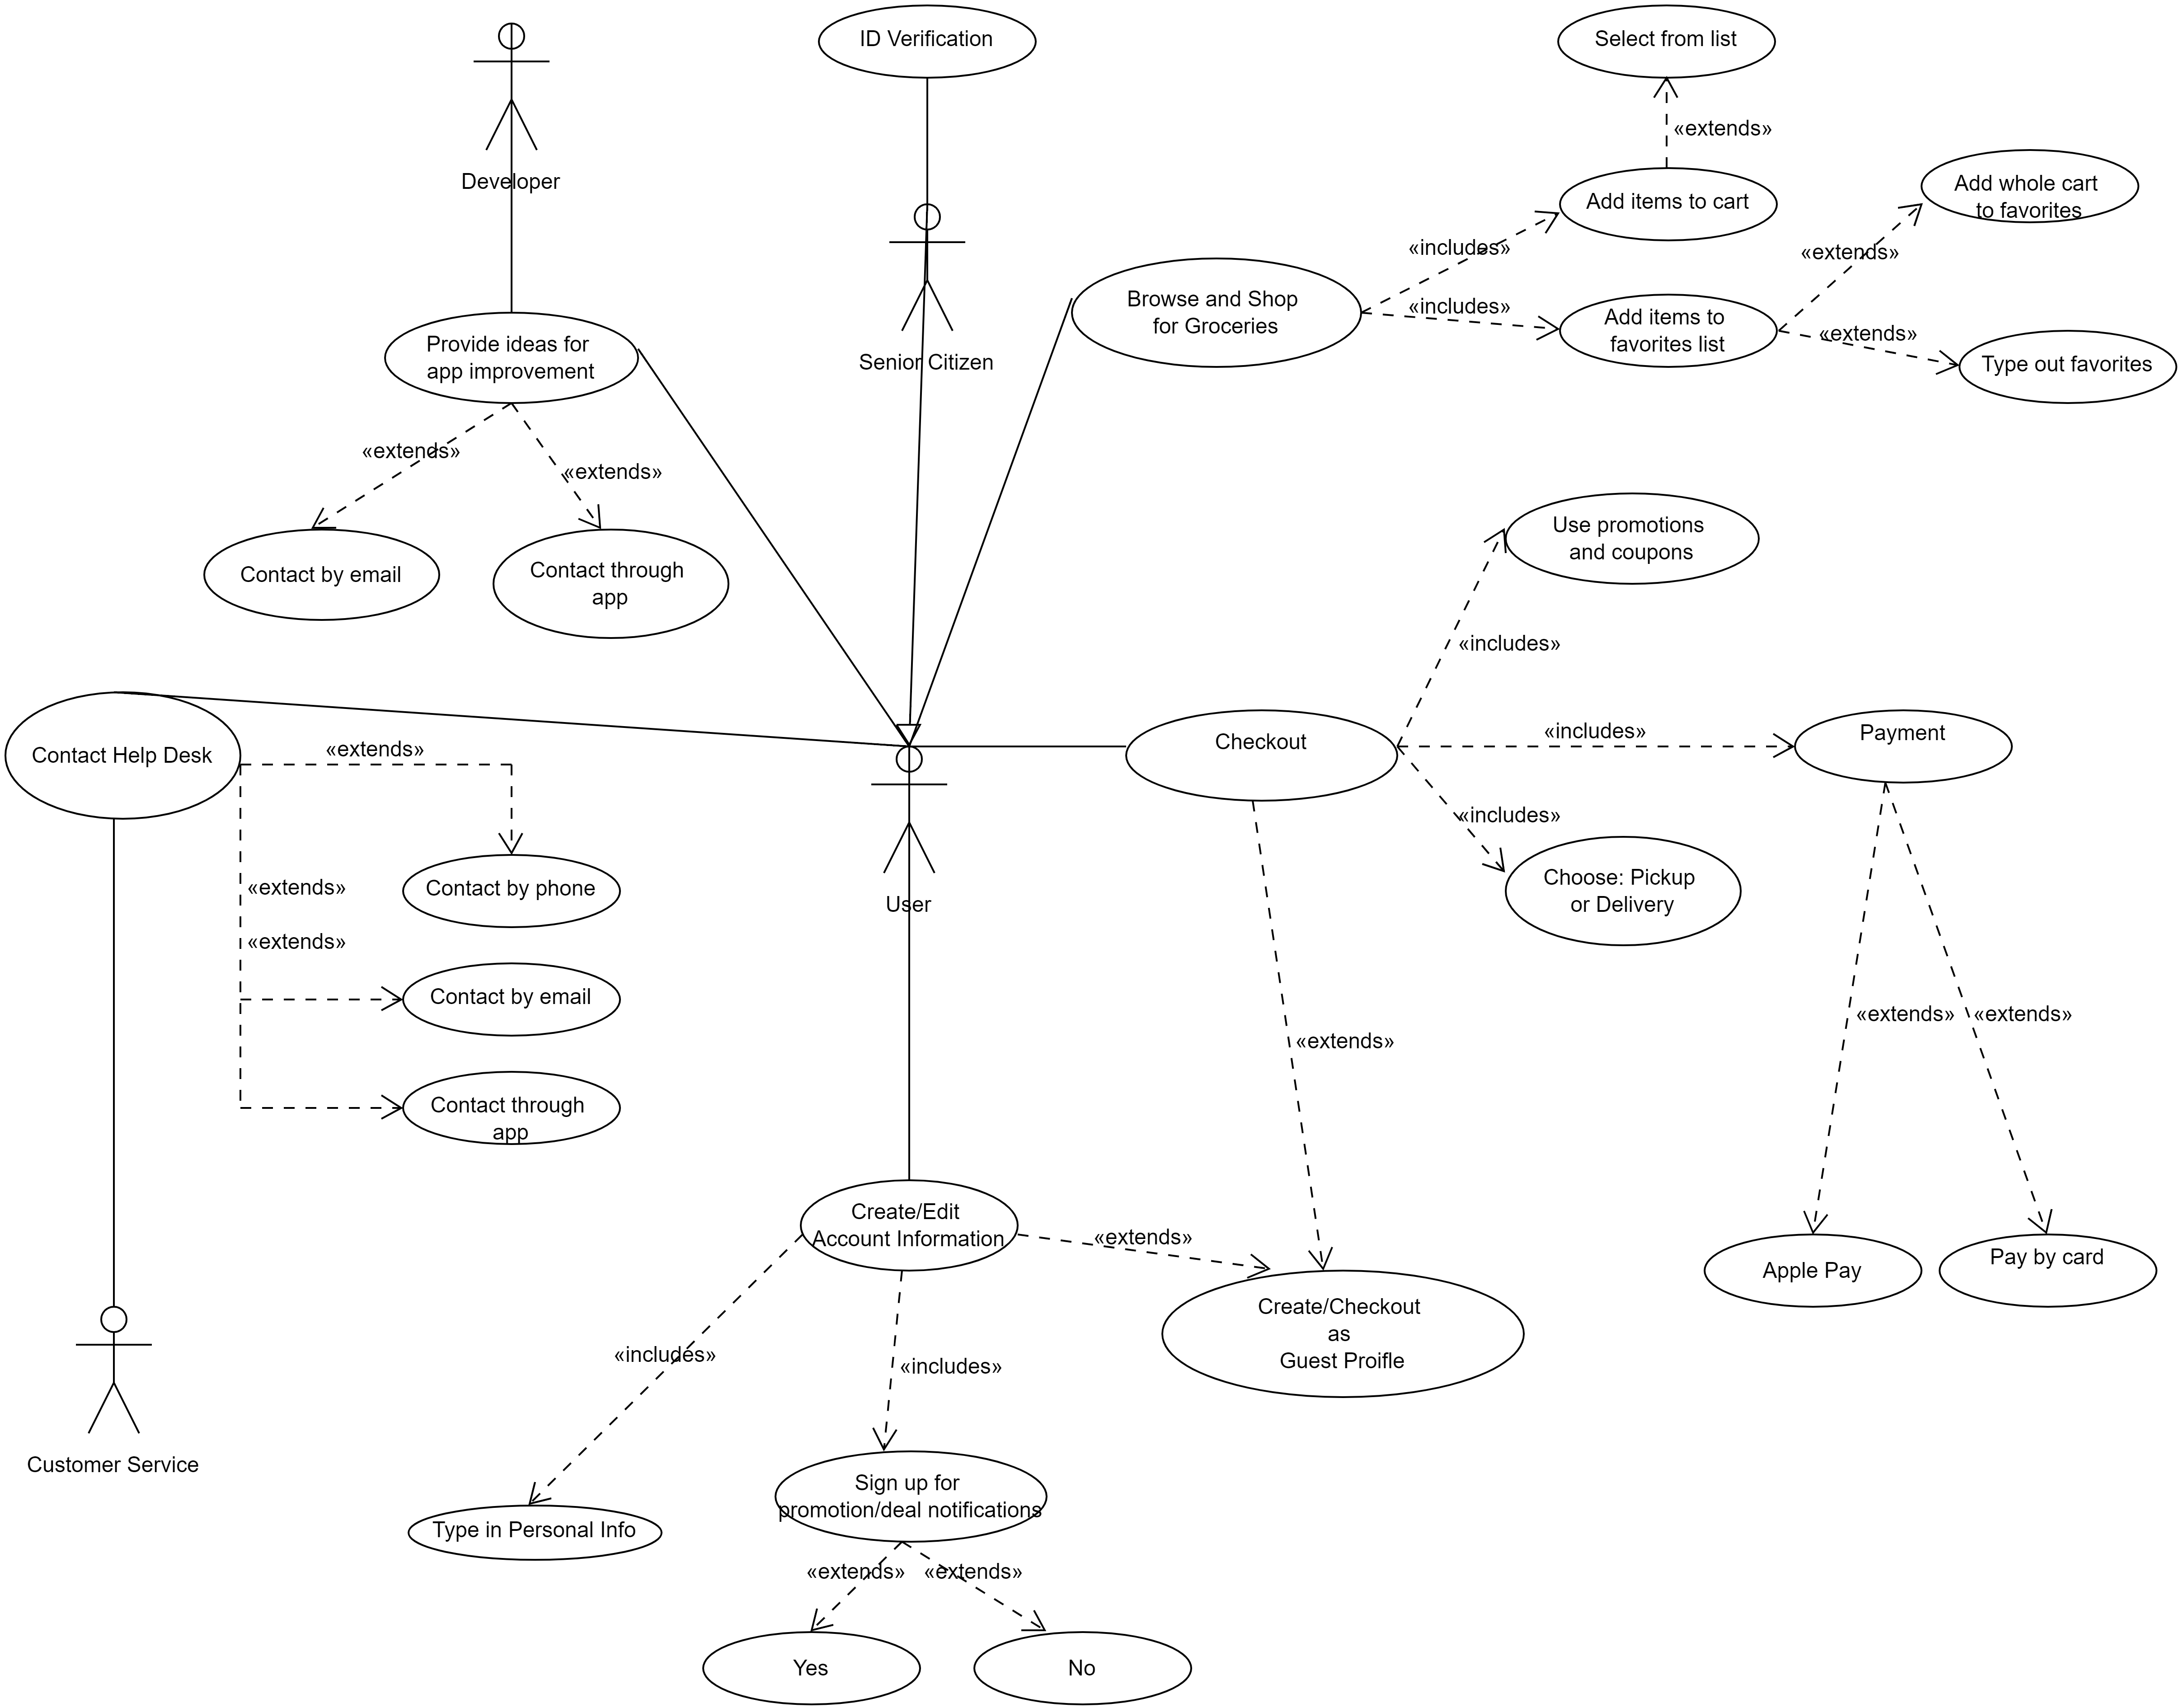 ID Verification
Select from list
«extends»
Developer
Add items to cart
Add whole cart
to favorites
«includes»
«extends»
Browse and Shop
for Groceries
«includes»
Add items to
favorites list
«extends»
Type out favorites
Senior Citizen
Provide ideas for
app improvement
«extends»
«extends»
Contact by email
Contact through
app
Use promotions
and coupons
«includes»
Contact Help Desk
«extends»
Checkout
«includes»
Payment
«includes»
Choose: Pickup
or Delivery
User
Contact by phone
«extends»
«extends»
Contact by email
Contact through
app
«extends»
«extends»
«extends»
Create/Edit
Account Information
«extends»
Apple Pay
Pay by card
Create/Checkout
as
Guest Proifle
«includes»
«includes»
Customer Service
Sign up for
promotion/deal notifications
Type in Personal Info
«extends»
«extends»
Yes
No